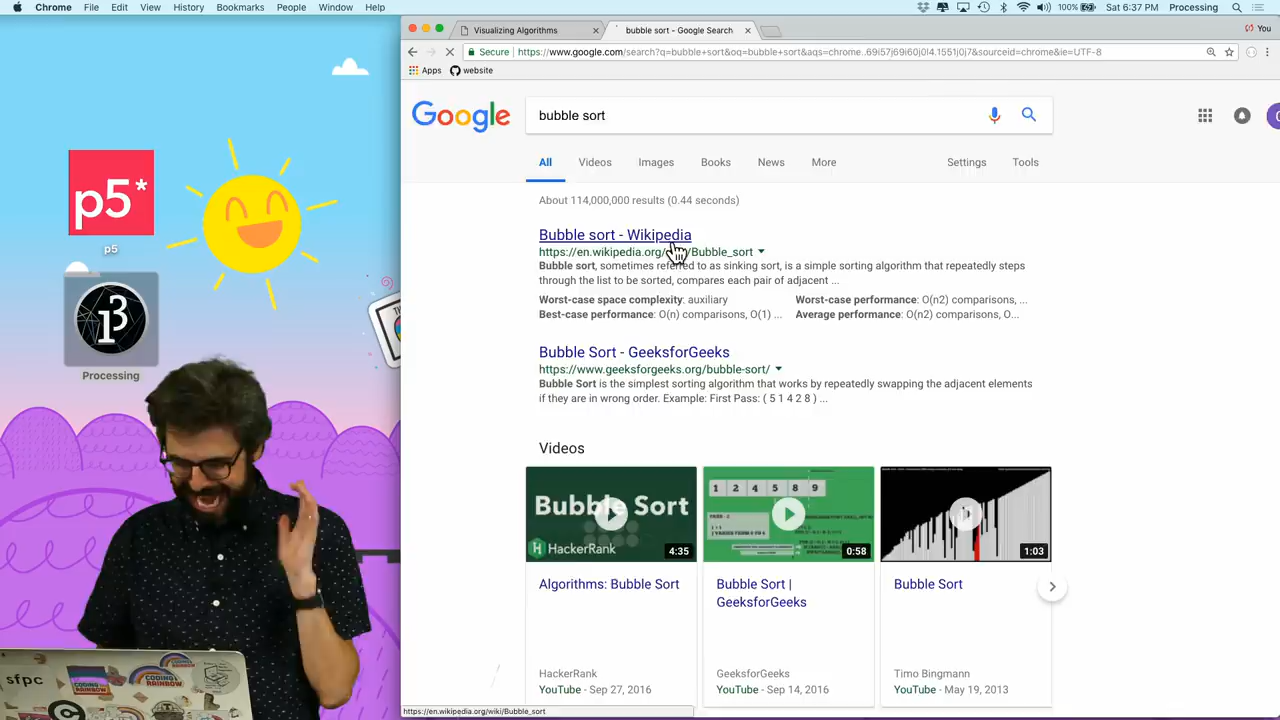 Chrome File Edit View History Bookmarks People Window Help 100% Sat 6:37 PM Processing
Visualizing Algorithms
bubble sort - Google Search
You
Secure https://www.google.com/search?q=bubble+sort&oq=bubble+sort&aqs=chrome..69i57j69i60j0l4.1551j0j7&sourceid=chrome&ie=UTF-8
Apps website
Google
bubble sort
All Videos Images Books News More Settings Tools
About 114,000,000 results (0.44 seconds)
Bubble sort - Wikipedia
https://en.wikipedia.org/ /Bubble_sort
Bubble sort, sometimes referred to as sinking sort, is a simple sorting algorithm that repeatedly steps
through the list to be sorted, compares each pair of adjacent ...
Worst-case space complexity: auxiliary Worst-case performance: O(n2) comparisons, ...
Best-case performance: O(n) comparisons, O(1) ... Average performance: O(n2) comparisons, O...
Bubble Sort - GeeksforGeeks
https://www.geeksforgeeks.org/bubble-sort/
Bubble Sort is the simplest sorting algorithm that works by repeatedly swapping the adjacent elements
if they are in wrong order. Example: First Pass: ( 5 1 4 2 8 ) ...
Videos
Bubble Sort
HackerRank
4:35
1 2 4 5 8 9
0:58
1:03
Algorithms: Bubble Sort
Bubble Sort |
GeeksforGeeks
Bubble Sort
HackerRank
YouTube - Sep 27, 2016
GeeksforGeeks
YouTube - Sep 14, 2016
Timo Bingmann
YouTube - May 19, 2013
https://en.wikipedia.org/wiki/Bubble_sort
p5*
p5
Processing
sfpc